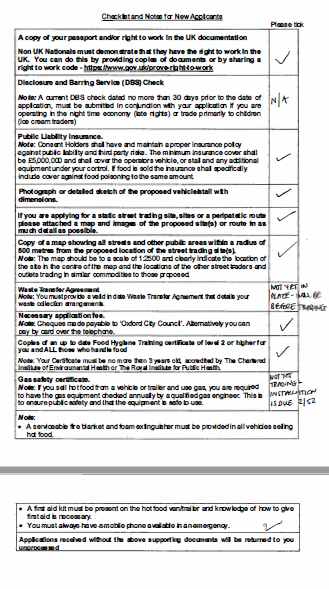 Checklist and Notes for New Applicants
Please tick
A copy of your passport and/or right to work in the UK documentation
Non UK Nationals must demonstrate that they have the right to work in the
UK. You can do this by providing copies of documents or by sharing a
right to work code - https://www.gov.uk/prove-right-to-work
✓
Disclosure and Barring Service (DBS) Check
Note: A current DBS check dated no more than 30 days prior to the date of
application, must be submitted in conjunction with your application if you are
operating in the night time economy (late nights) or trade primarily to children
(ice cream traders)
N/A
Public Liability Insurance.
Note: Consent Holders shall have and maintain a proper insurance policy
against public liability and third party risks. The minimum insurance cover shall
be £5,000,000 and shall cover the operators vehicle, or stall and any additional
equipment under your control. If food is sold the insurance shall specifically
include cover against food poisoning to the same amount.
✓
Photograph or detailed sketch of the proposed vehicle/stall with
dimensions.
✓
If you are applying for a static street trading site, sites or a peripatetic route
please attached a map and images of the proposed site(s) or route in as
much detail as possible.
✓
Copy of a map showing all streets and other public areas within a radius of
500 metres from the proposed location of the street trading site(s).
Note: The map should be to a scale 1:2500 and clearly indicate the location of
the site in the centre of the map and the locations of the other street traders and
outlets trading in similar commodities to those proposed
✓
Waste Transfer Agreement
Note: You must provide a valid in date Waste Transfer Agreement that details your
waste collection arrangements.
NOT YET IN
PLACE - WILL BE
BEFORE TRADING
Necessary application fee.
Note: Cheques made payable to 'Oxford City Council'. Alternatively you can
pay by card over the telephone.
✓
Copies of an up to date Food Hygiene Training certificate of level 2 or higher for
you and ALL those who handle food
Note: Your Certificate must be no more than 3 years old, accredited by The Chartered
Institute of Environmental Health or The Royal Institute for Public Health.
✓
Gas safety certificate.
Note: If you sell hot food from a vehicle or trailer and use gas, you are required
to have the gas equipment checked annually by a qualified gas engineer. This is
to ensure public safety and that the equipment is safe to use.
NOT YET
TRADING -
INSTALLATION
IS DUE
Note:
• A serviceable fire blanket and foam extinguisher must be provided in all vehicles selling
hot food.
• A first aid kit must be present on the hot food van/trailer and knowledge of how to give
first aid is necessary.
• You must always have a mobile phone available in an emergency.
✓
Applications received without the above supporting documents will be returned to you
unprocessed